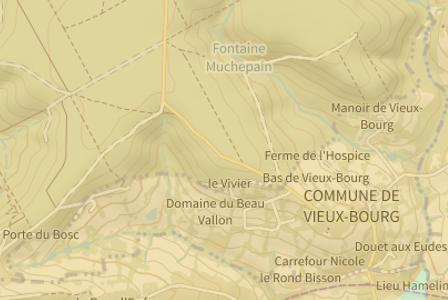 Fontaine
Muchepain
Manoir de Vieux-
Bourg
Ferme de l'Hospice
le Vivier
Bas de Vieux-Bourg
COMMUNE DE
VIEUX-BOURG
Domaine du Beau
Vallon
Porte du Bosc
Douet aux Eudes
Carrefour Nicole
le Rond Bisson
Lieu Hamelin